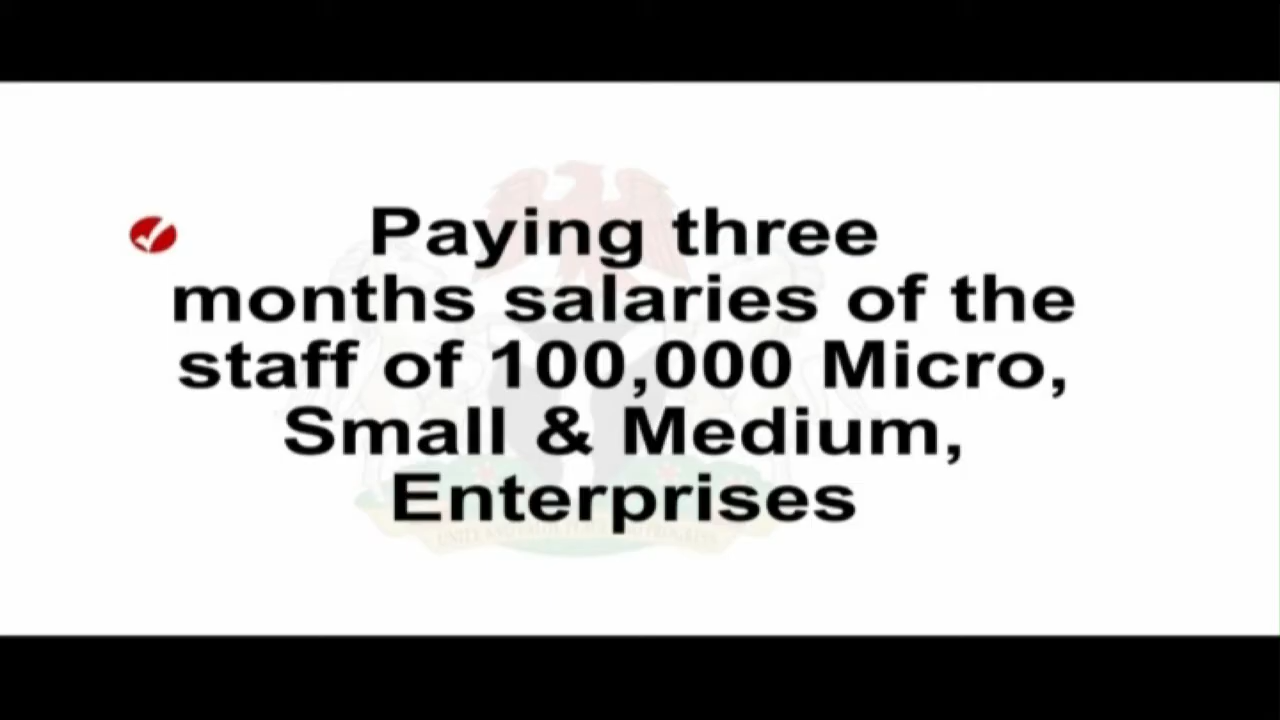 Paying three
months salaries of the
staff of 100,000 Micro,
Small & Medium,
Enterprises